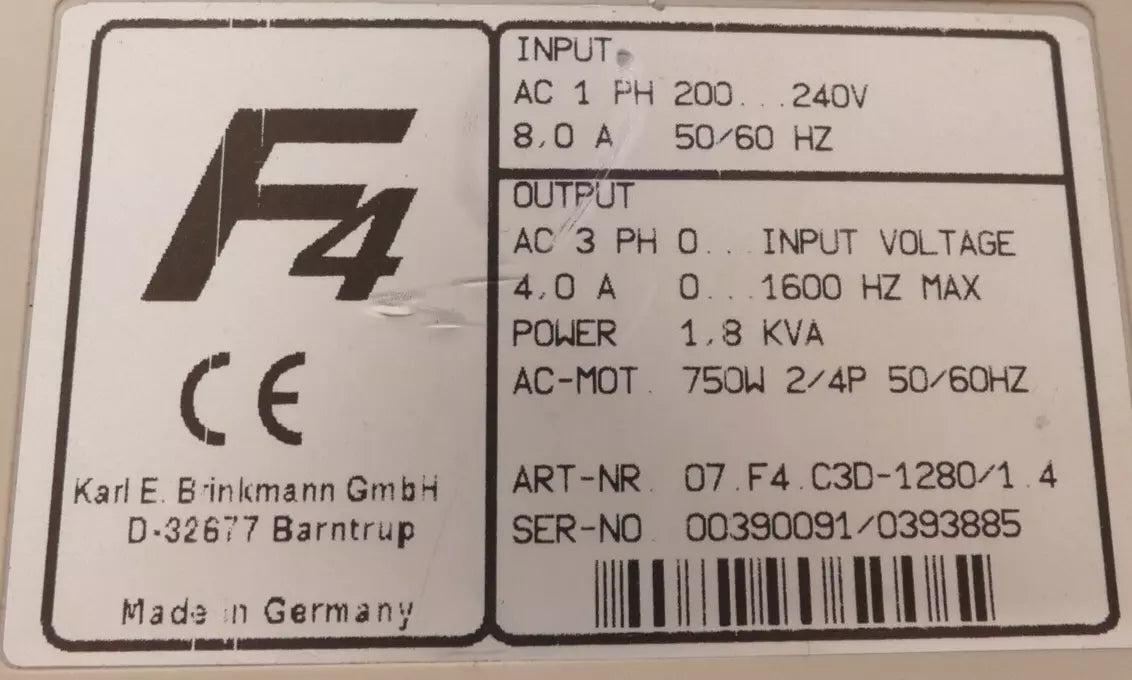 F4
CE
Karl E. Brinkmann GmbH
D-32677 Barntrup
Made in Germany
INPUT
AC 1 PH 200...240V
8,0 A 50/60 HZ
OUTPUT
AC 3 PH 0... INPUT VOLTAGE
4,0 A 0...1600 HZ MAX
POWER 1,8 KVA
AC-MOT. 750W 2/4P 50/60HZ
ART-NR. 07.F4.C3D-1280/1.4
SER-NO. 00390091/0393885